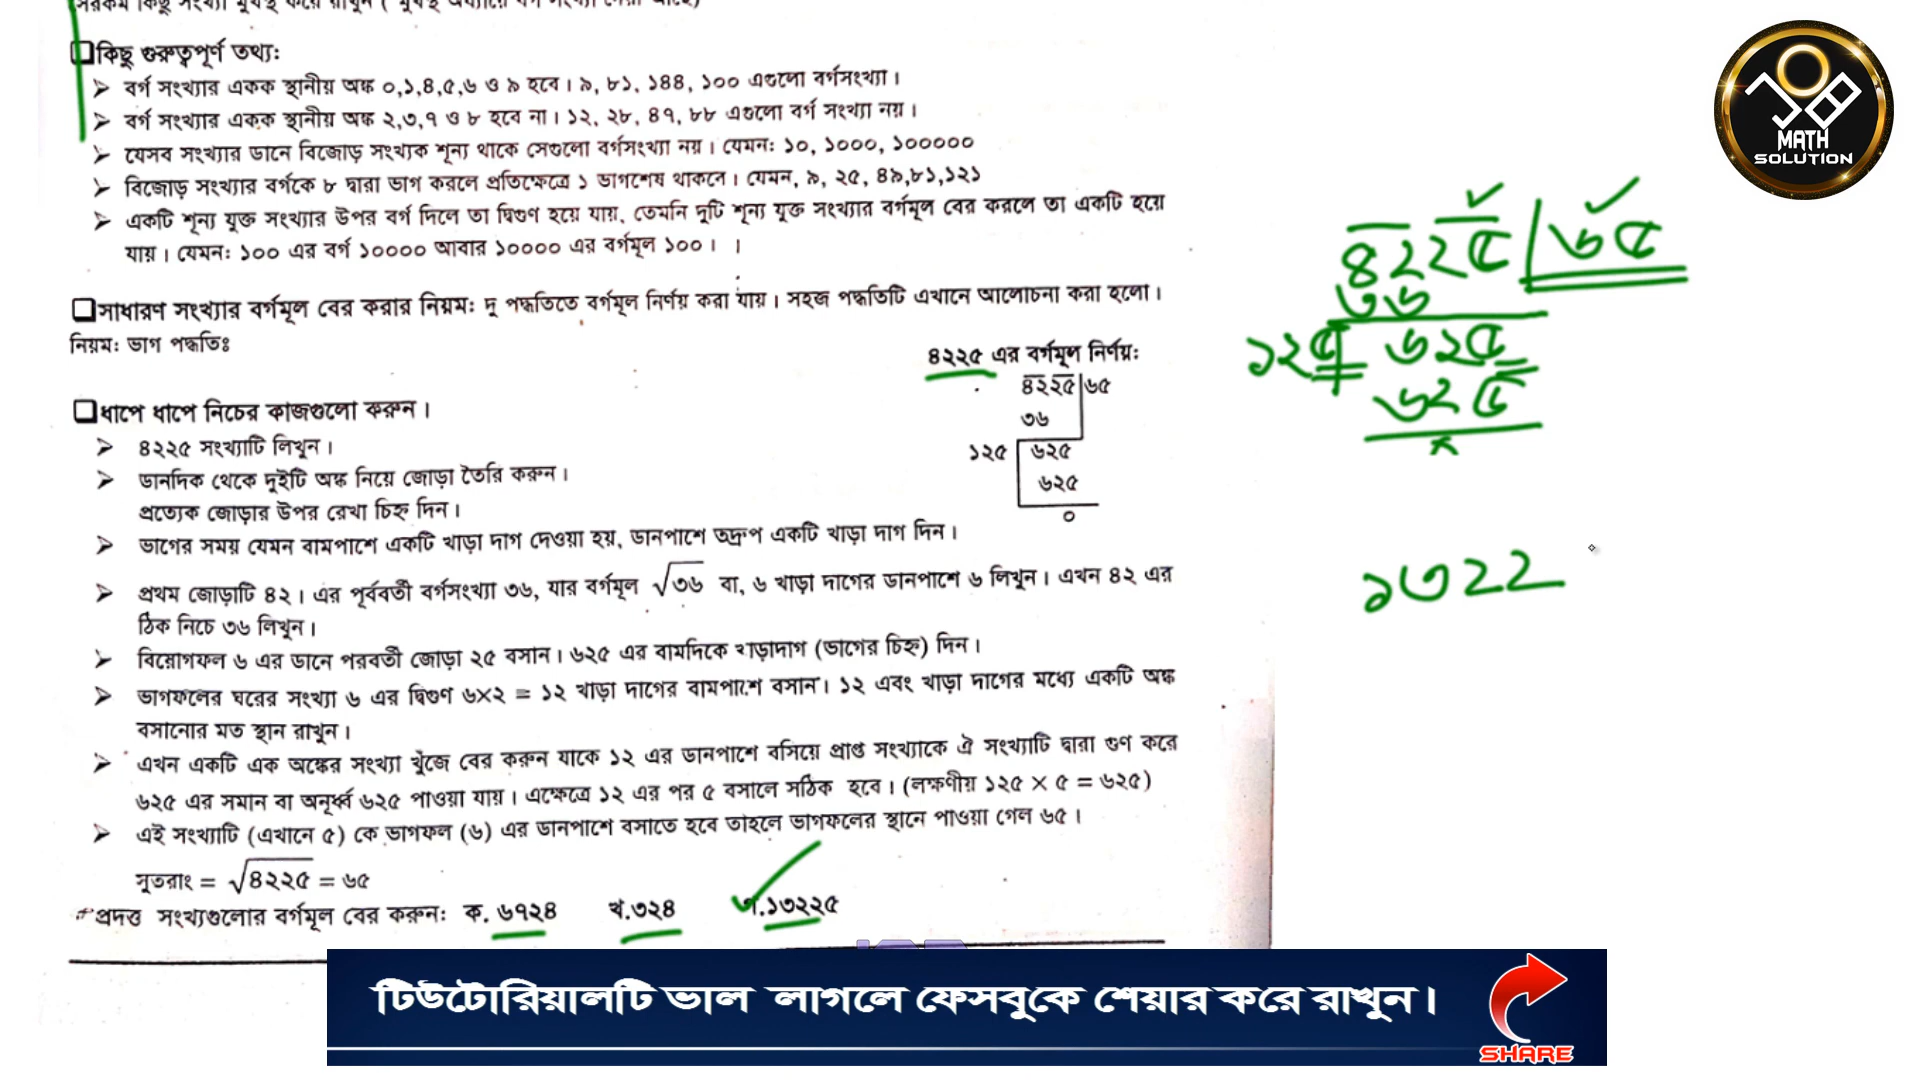 কিছু গুরুত্বপূর্ণ তথ্য:
➢ বর্গ সংখ্যার একক স্থানীয় অঙ্ক ০,১,৪,৫,৬ ও ৯ হবে। ৯, ৮১, ১৪৪, ১০০ এগুলো বর্গসংখ্যা।
➢ বর্গ সংখ্যার একক স্থানীয় অঙ্ক ২,৩,৭ ও ৮ হবে না। ১২, ২৮, ৪৭, ৮৮ এগুলো বর্গ সংখ্যা নয়।
➢ যেসব সংখ্যার ডানে বিজোড় সংখ্যক শূন্য থাকে সেগুলো বর্গসংখ্যা নয়। যেমন: ১০, ১০০০, ১০০০০০
➢ বিজোড় সংখ্যার বর্গকে ৮ দ্বারা ভাগ করলে প্রতিক্ষেত্রে ১ ভাগশেষ থাকবে। যেমন, ৯, ২৫, ৪৯,৮১,১২১
➢ একটি শূন্য যুক্ত সংখ্যার উপর বর্গ দিলে তা দ্বিগুণ হয়ে যায়, তেমনি দুটি শূন্য যুক্ত সংখ্যার বর্গমূল বের করলে তা একটি হয়ে
যায়। যেমন: ১০০ এর বর্গ ১০০০০ আবার ১০০০০ এর বর্গমূল ১০০। ।
সাধারণ সংখ্যার বর্গমূল বের করার নিয়ম: দু পদ্ধতিতে বর্গমূল নির্ণয় করা যায়। সহজ পদ্ধতিটি এখানে আলোচনা করা হলো।
নিয়ম: ভাগ পদ্ধতিঃ
৪২২৫ এর বর্গমূল নির্ণয়:
৪২২৫ ৬৫
৩৬
১২৫ ৬২৫
৬২৫
০
ধাপে ধাপে নিচের কাজগুলো করুন।
➢ ৪২২৫ সংখ্যাটি লিখুন।
➢ ডানদিক থেকে দুইটি অঙ্ক নিয়ে জোড়া তৈরি করুন।
প্রত্যেক জোড়ার উপর রেখা চিহ্ন দিন।
➢ ভাগের সময় যেমন বামপাশে একটি খাড়া দাগ দেওয়া হয়, ডানপাশে তদ্রূপ একটি খাড়া দাগ দিন।
➢ প্রথম জোড়াটি ৪২। এর পূর্ববর্তী বর্গসংখ্যা ৩৬, যার বর্গমূল √৩৬ বা, ৬ খাড়া দাগের ডানপাশে ৬ লিখুন। এখন ৪২ এর
ঠিক নিচে ৩৬ লিখুন।
➢ বিয়োগফল ৬ এর ডানে পরবর্তী জোড়া ২৫ বসান। ৬২৫ এর বামদিকে খাড়াদাগ (ভাগের চিহ্ন) দিন।
➢ ভাগফলের ঘরের সংখ্যা ৬ এর দ্বিগুণ ৬×২ = ১২ খাড়া দাগের বামপাশে বসান। ১২ এবং খাড়া দাগের মধ্যে একটি অঙ্ক
বসানোর মত স্থান রাখুন।
➢ এখন একটি এক অঙ্কের সংখ্যা খুঁজে বের করুন যাকে ১২ এর ডানপাশে বসিয়ে প্রাপ্ত সংখ্যাকে ঐ সংখ্যাটি দ্বারা গুণ করে
৬২৫ এর সমান বা অনূর্ধ্ব ৬২৫ পাওয়া যায়। এক্ষেত্রে ১২ এর পর ৫ বসালে সঠিক হবে। (লক্ষণীয় ১২৫ × ৫ = ৬২৫)
➢ এই সংখ্যাটি (এখানে ৫) কে ভাগফল (৬) এর ডানপাশে বসাতে হবে তাহলে ভাগফলের স্থানে পাওয়া গেল ৬৫।
সুতরাং = √৪২২৫ = ৬৫
প্রদত্ত সংখ্যগুলোর বর্গমূল বের করুন: ক. ৬৭২৪ খ.৩২৪ গ.১৩২২৫
MATH
SOLUTION
৪২২৫ ৬৫
৩৬
১২৫ ৬২৫
৬২৫
×
১৩২২
টিউটোরিয়ালটি ভাল লাগলে ফেসবুকে শেয়ার করে রাখুন।
SHARE